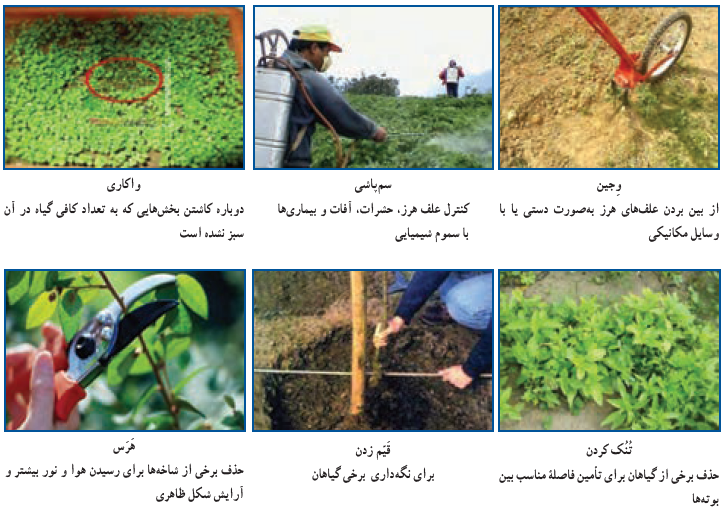 وِجین
از بین بردن علف‌های هرز به‌صورت دستی یا با
وسایل مکانیکی
سم‌پاشی
کنترل علف هرز، حشرات، آفات و بیماری‌ها
با سموم شیمیایی
واکاری
دوباره کاشتن بخش‌هایی که به تعداد کافی گیاه در آن
سبز نشده است
تُنُک کردن
حذف برخی از گیاهان برای تأمین فاصلهٔ مناسب بین
بوته‌ها
قَیّم زدن
برای نگه‌داری برخی گیاهان
هَرَس
حذف برخی از شاخه‌ها برای رسیدن هوا و نور بیشتر و
آرایش شکل ظاهری